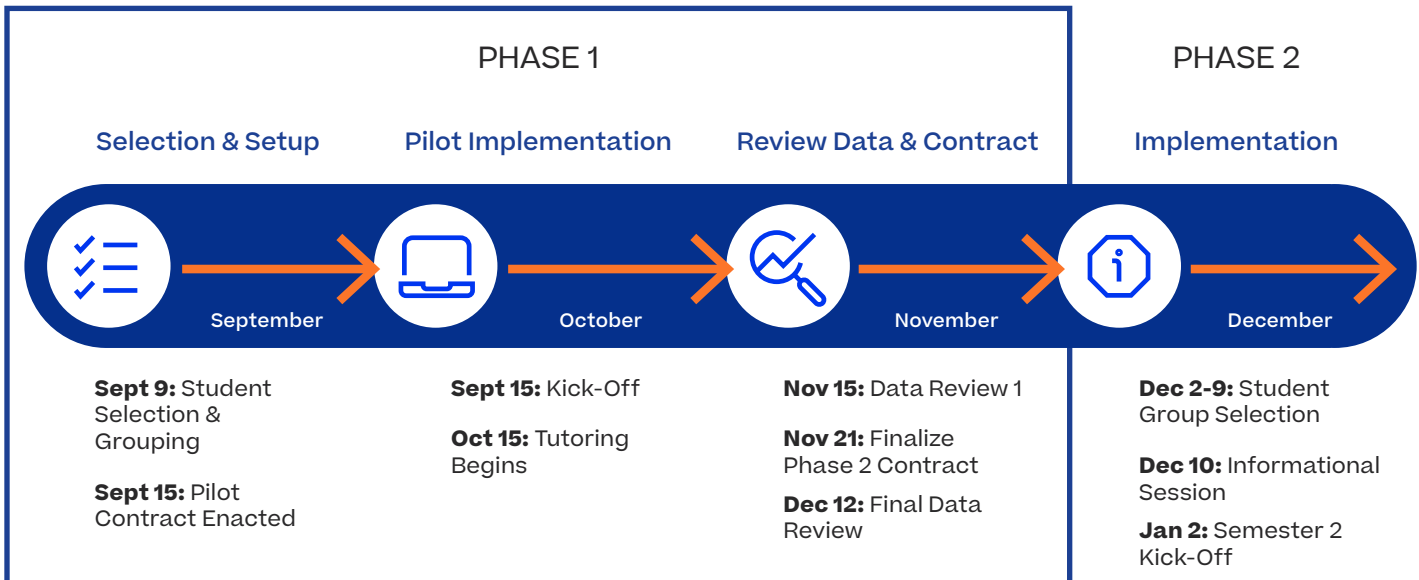 PHASE 1
PHASE 2
Selection & Setup
Pilot Implementation
Review Data & Contract
Implementation
September
October
November
December
Sept 9: Student
Selection &
Grouping
Sept 15: Pilot
Contract Enacted
Sept 15: Kick-Off
Oct 15: Tutoring
Begins
Nov 15: Data Review 1
Nov 21: Finalize
Phase 2 Contract
Dec 12: Final Data
Review
Dec 2-9: Student
Group Selection
Dec 10: Informational
Session
Jan 2: Semester 2
Kick-Off